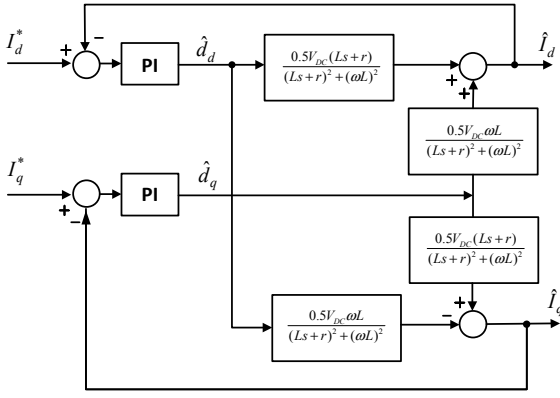 I_d^*
+
−
PI
\hat{d}_d
\frac{0.5V_{DC}(Ls+r)}{(Ls+r)^2+(\omega L)^2}
+
+
\hat{I}_d
\frac{0.5V_{DC}\omega L}{(Ls+r)^2+(\omega L)^2}
I_q^*
+
−
PI
\hat{d}_q
\frac{0.5V_{DC}(Ls+r)}{(Ls+r)^2+(\omega L)^2}
\frac{0.5V_{DC}\omega L}{(Ls+r)^2+(\omega L)^2}
−
+
\hat{I}_q